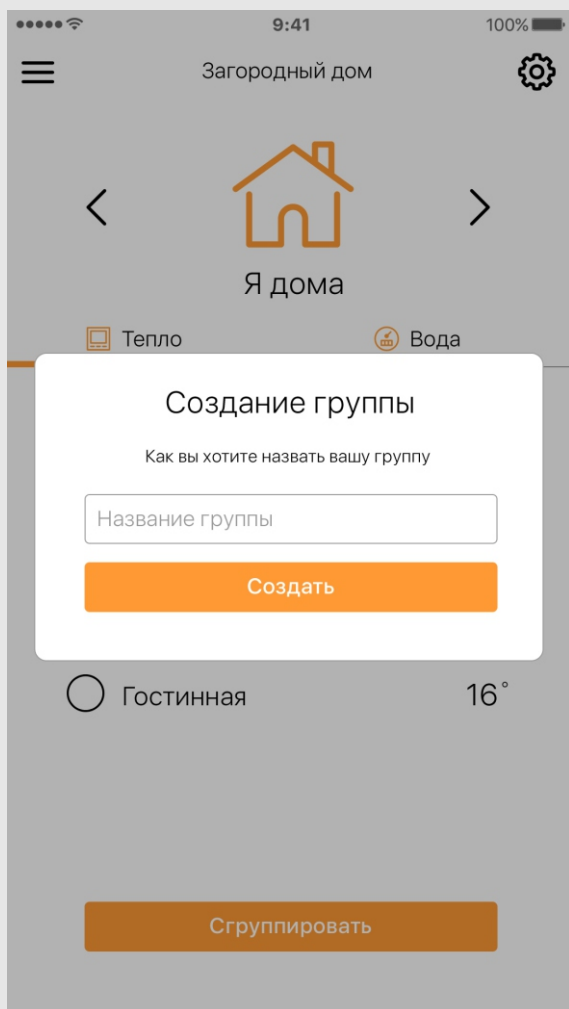 9:41 100%
Загородный дом
Я дома
Тепло Вода
Создание группы
Как вы хотите назвать вашу группу
Название группы
Создать
Гостинная 16°
Сгруппировать